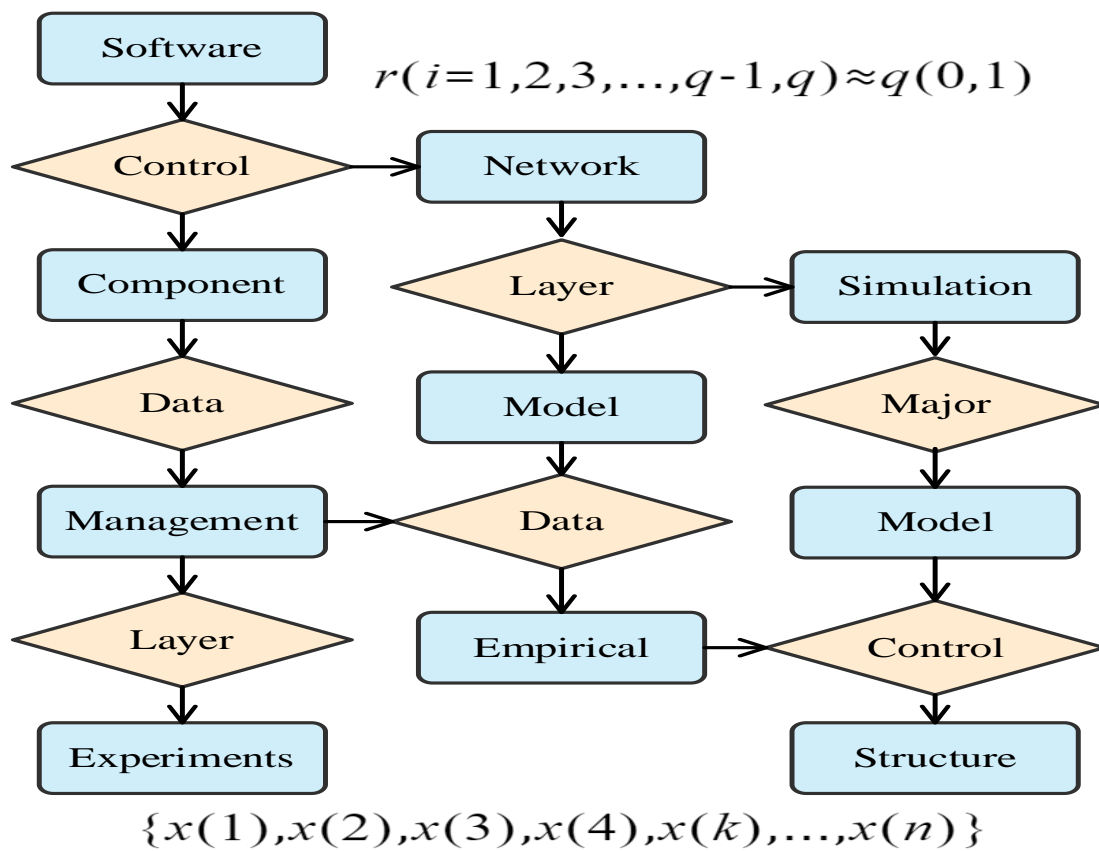 Software
r(i=1,2,3,...,q-1,q)≈q(0,1)
Control
Network
Component
Layer
Simulation
Data
Model
Major
Management
Data
Model
Layer
Empirical
Control
Experiments
Structure
{x(1),x(2),x(3),x(4),x(k),...,x(n)}